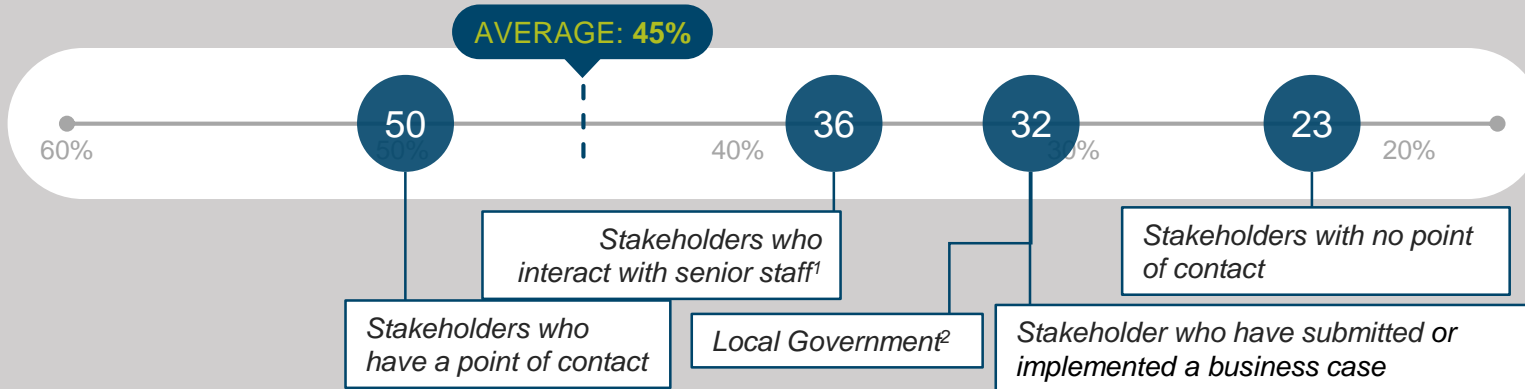 AVERAGE: 45%
50
36
32
23
60%
50%
40%
30%
20%
Stakeholders who
interact with senior staff1
Stakeholders with no point
of contact
Stakeholders who
have a point of contact
Local Government2
Stakeholder who have submitted or
implemented a business case